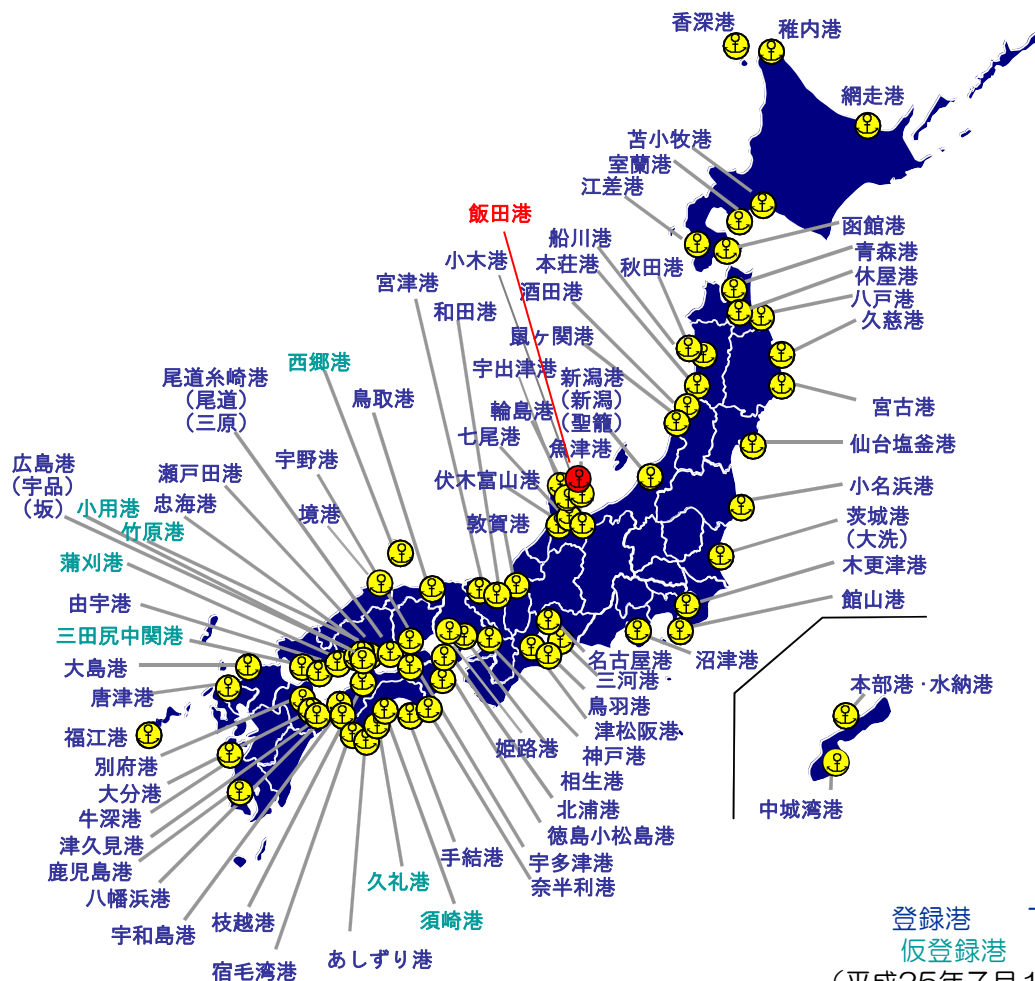 香深港
稚内港
網走港
苫小牧港
室蘭港
江差港
飯田港
函館港
船川港
青森港
小木港
本荘港
秋田港
休屋港
宮津港
酒田港
八戸港
和田港
久慈港
鼠ヶ関港
西郷港
宇出津港
尾道糸崎港
（尾道）
（三原）
新潟港
（新潟）
（聖籠）
鳥取港
輪島港
宮古港
七尾港
魚津港
仙台塩釜港
広島港
（宇品）
（坂）
瀬戸田港
宇野港
伏木富山港
小名浜港
小用港
忠海港
境港
敦賀港
茨城港
（大洗）
竹原港
蒲刈港
木更津港
由宇港
館山港
三田尻中関港
大島港
名古屋港
沼津港
唐津港
三河港
本部港・水納港
鳥羽港
福江港
津松阪港
姫路港
神戸港
別府港
相生港
大分港
北浦港
中城湾港
牛深港
徳島小松島港
津久見港
手結港
宇多津港
鹿児島港
久礼港
奈半利港
八幡浜港
枝越港
須崎港
宇和島港
あしずり港
宿毛湾港
登録港
仮登録港
（平成25年7月1